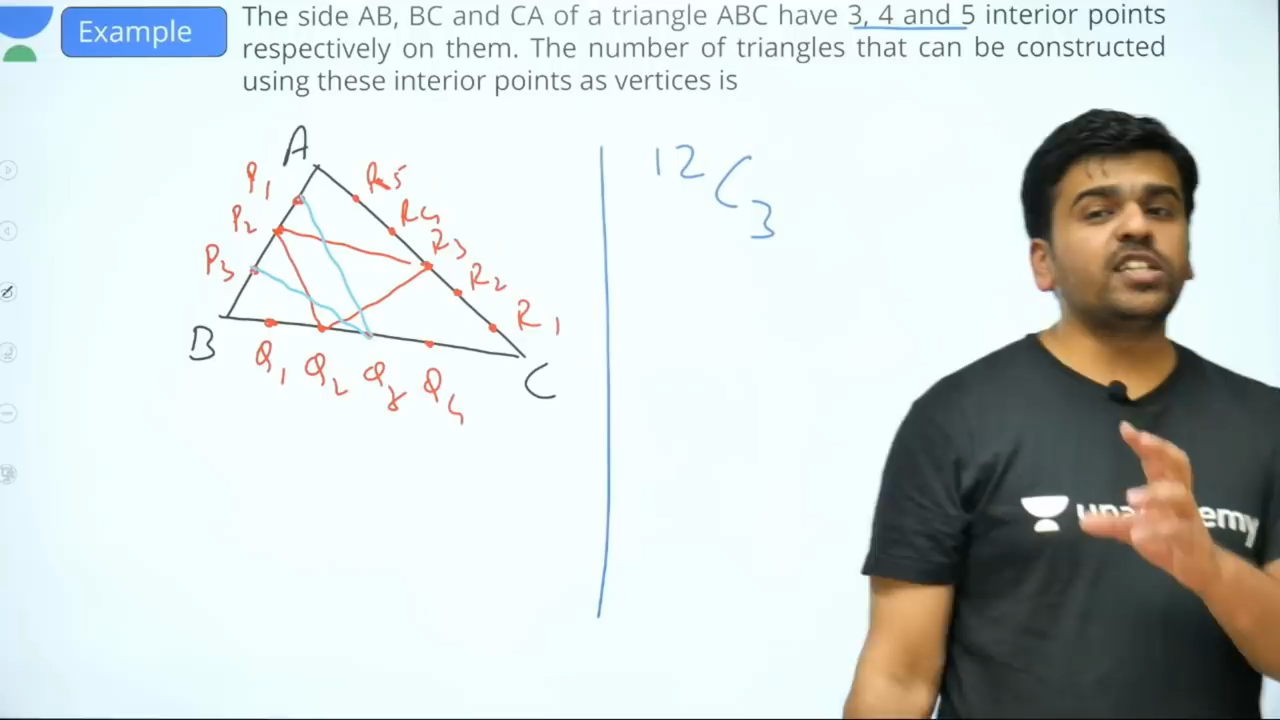 Example
The side AB, BC and CA of a triangle ABC have 3, 4 and 5 interior points
respectively on them. The number of triangles that can be constructed
using these interior points as vertices is
A
P1
P2
P3
B
R5
R4
R3
R2
R1
Q1
Q2
Q3
Q4
C
12C3